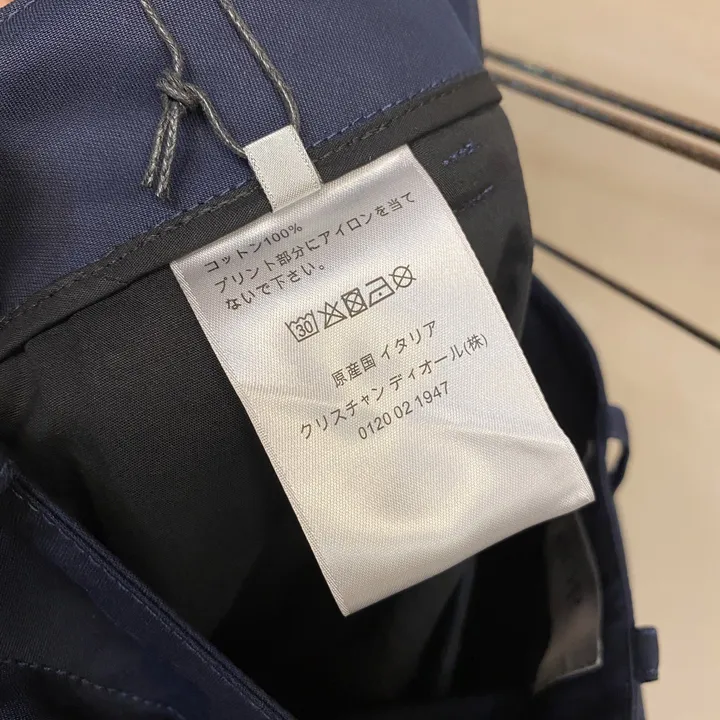 コットン100%
プリント部分にアイロンを当て
ないで下さい。
30
原産国 イタリア
クリスチャン ディオール(株)
0120 02 1947